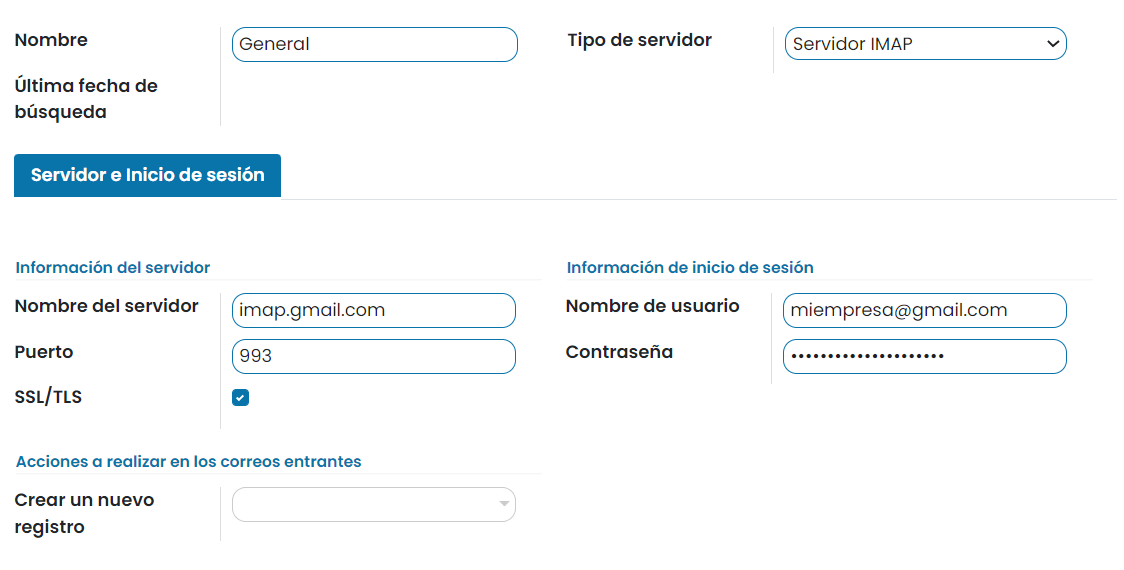 Nombre
General
Tipo de servidor
Servidor IMAP
Última fecha de
búsqueda
Servidor e Inicio de sesión
Información del servidor
Información de inicio de sesión
Nombre del servidor
imap.gmail.com
Nombre de usuario
miempresa@gmail.com
Puerto
993
Contraseña
•••••••••••••••••••••
SSL/TLS
Acciones a realizar en los correos entrantes
Crear un nuevo
registro